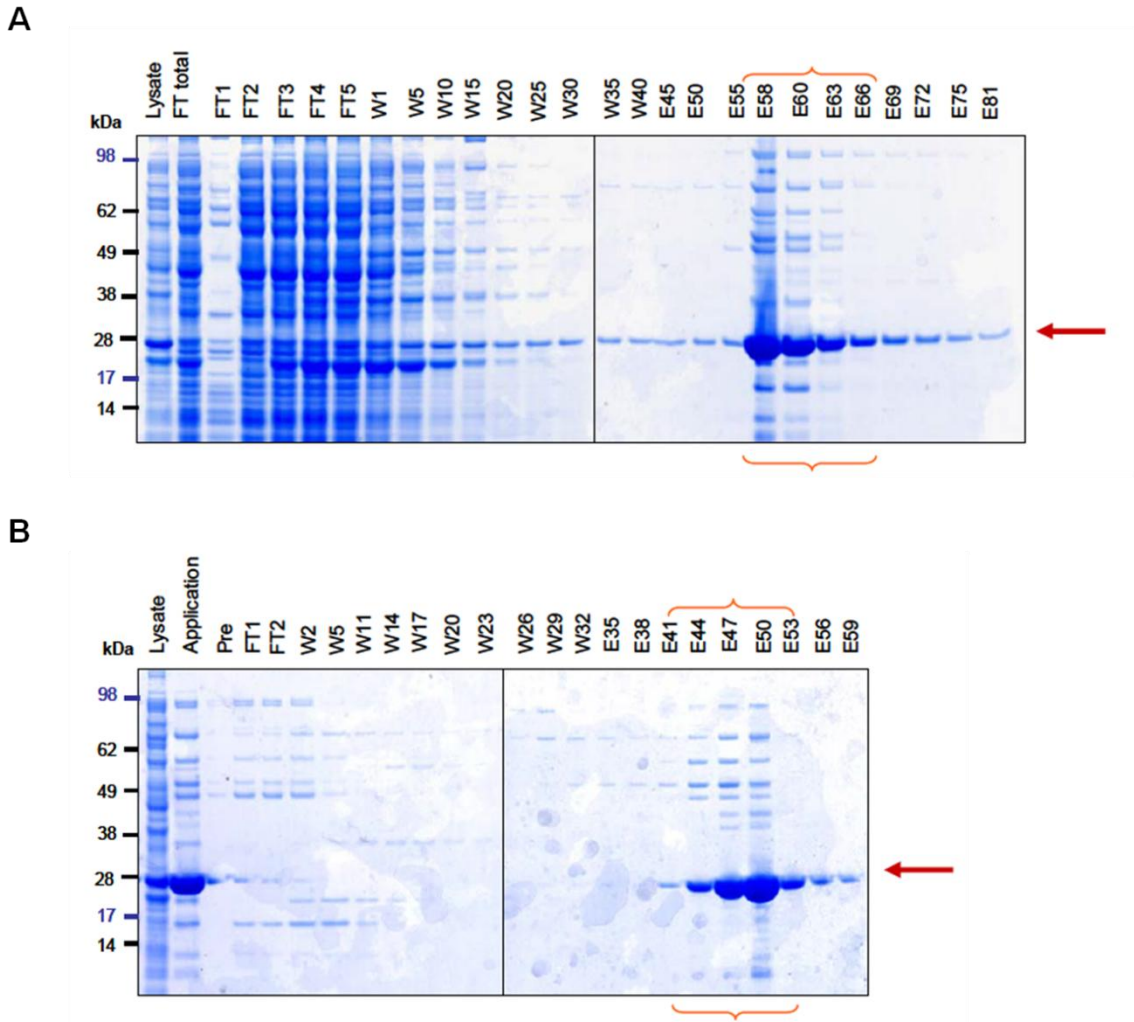 A
Lysate FT total FT1 FT2 FT3 FT4 FT5 W1 W5 W10 W15 W20 W25 W30 W35 W40 E45 E50 E55 E58 E60 E63 E66 E69 E72 E75 E81
kDa
98
62
49
38
28
17
14
B
Lysate Application Pre FT1 FT2 W2 W5 W11 W14 W17 W20 W23 W26 W29 W32 E35 E38 E41 E44 E47 E50 E53 E56 E59
kDa
98
62
49
38
28
17
14